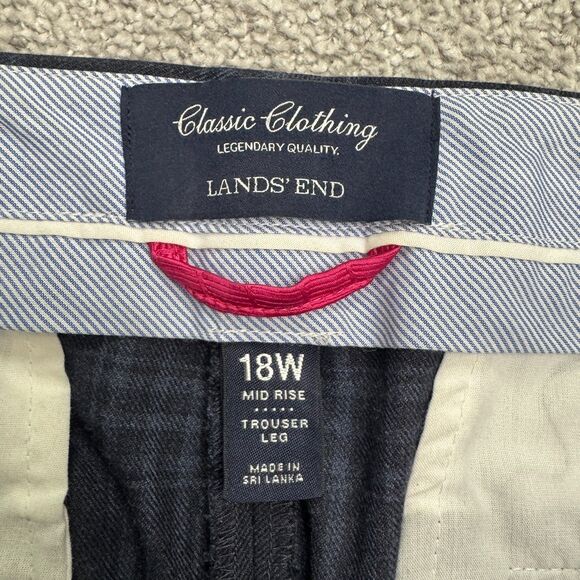 Classic Clothing
LEGENDARY QUALITY.
LANDS' END
18W
MID RISE
TROUSER
LEG
MADE IN
SRI LANKA